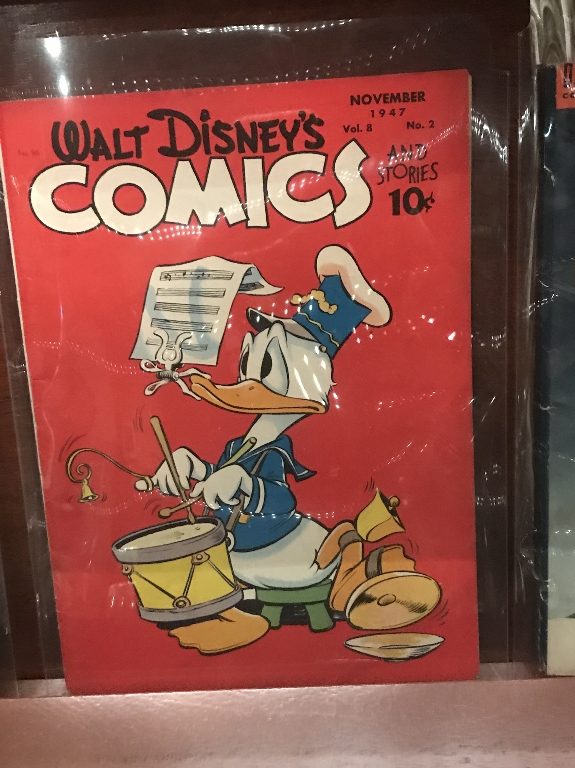 WALT DISNEY'S
COMICS
AND
STORIES
NOVEMBER
1947
Vol. 8 No. 2
10¢